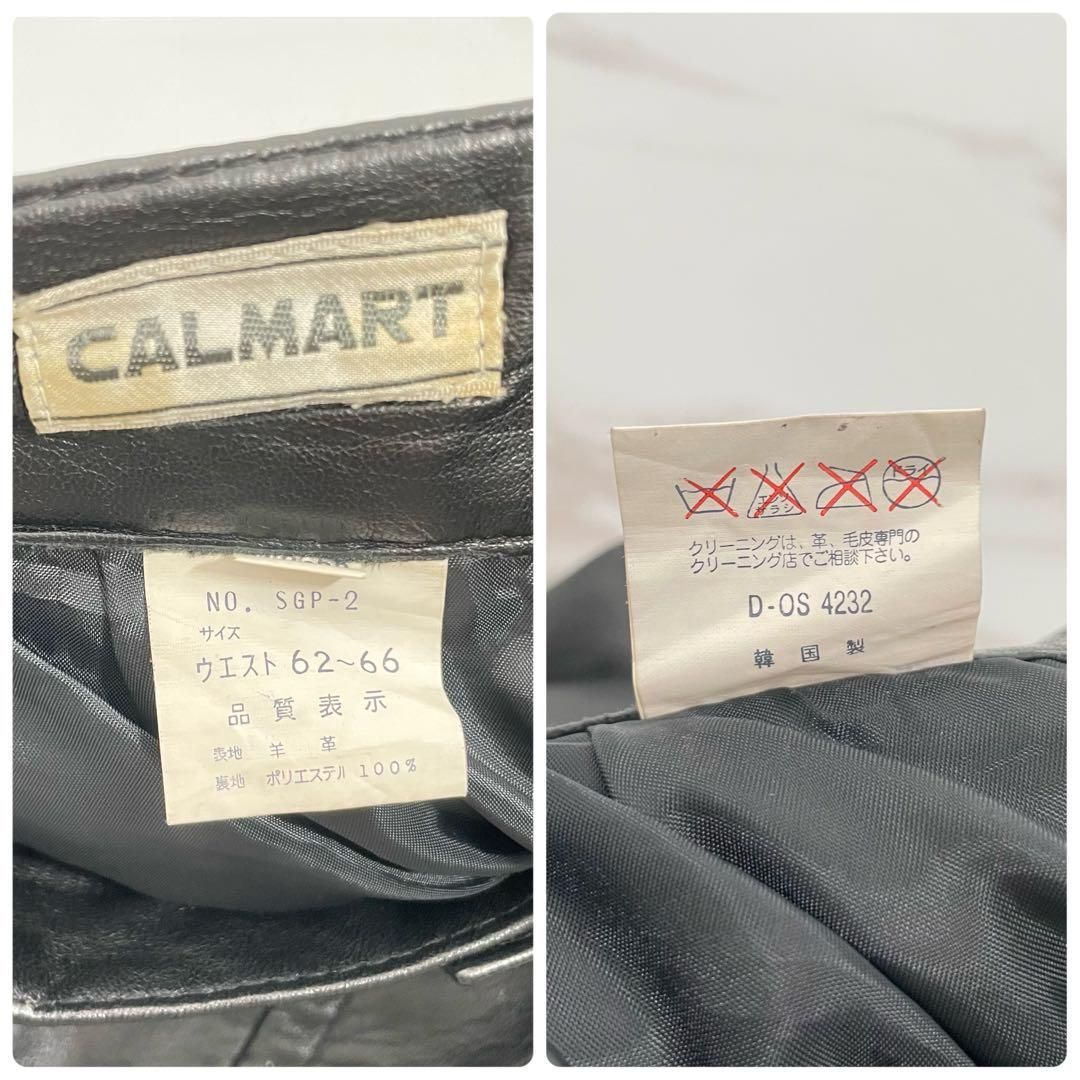 CALMART
NO. SGP-2
サイズ
ウエスト 62~66
品質表示
表地 羊革
裏地 ポリエステル 100%
エンソ
サラシ
ドライ
クリーニングは、革、毛皮専門の
クリーニング店でご相談下さい。
D-OS 4232
韓国製